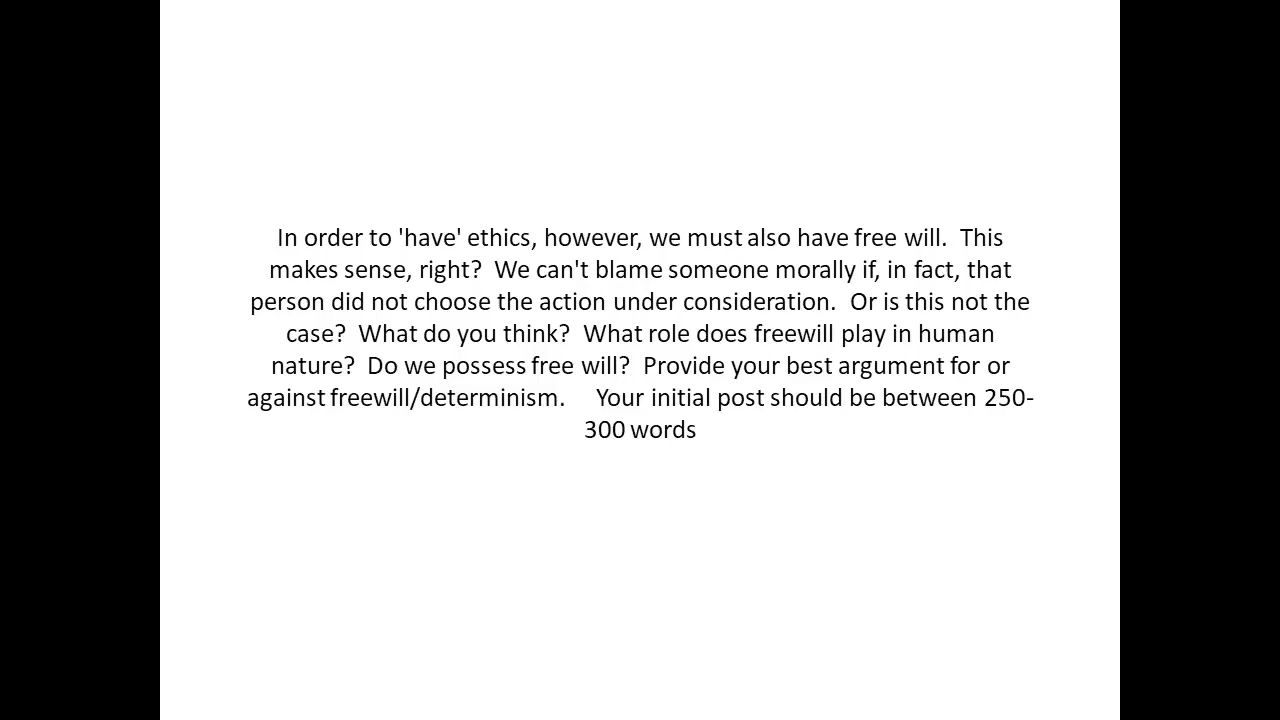 In order to 'have' ethics, however, we must also have free will.  This
makes sense, right?  We can't blame someone morally if, in fact, that
person did not choose the action under consideration.  Or is this not the
case?  What do you think?  What role does freewill play in human
nature?  Do we possess free will?  Provide your best argument for or
against freewill/determinism.     Your initial post should be between 250-
300 words